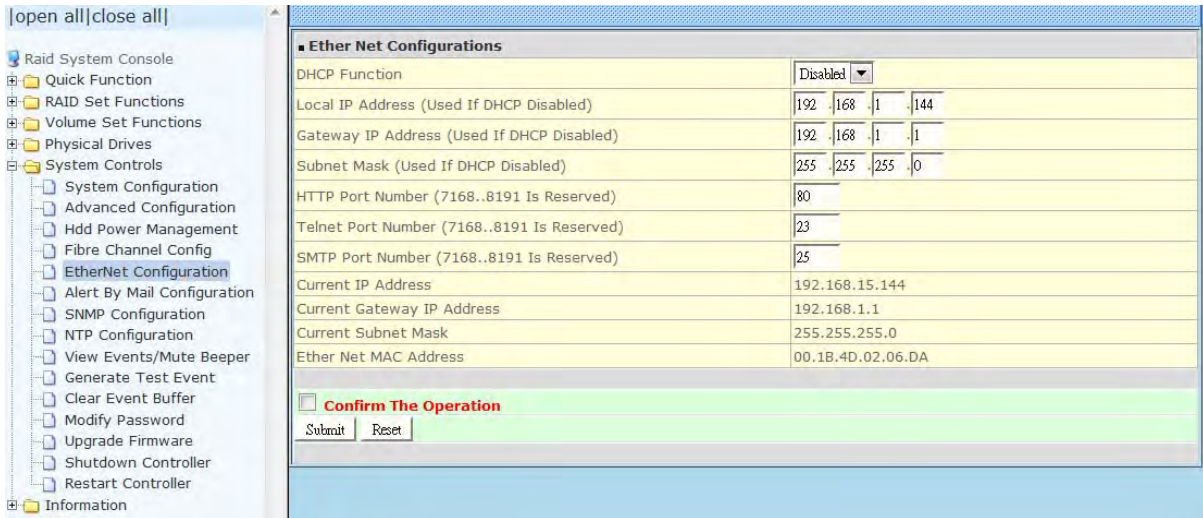 |open all|close all|
Raid System Console
Quick Function
RAID Set Functions
Volume Set Functions
Physical Drives
System Controls
System Configuration
Advanced Configuration
Hdd Power Management
Fibre Channel Config
EtherNet Configuration
Alert By Mail Configuration
SNMP Configuration
NTP Configuration
View Events/Mute Beeper
Generate Test Event
Clear Event Buffer
Modify Password
Upgrade Firmware
Shutdown Controller
Restart Controller
Information
Ether Net Configurations
DHCP Function Disabled
Local IP Address (Used If DHCP Disabled) 192 .168 .1 .144
Gateway IP Address (Used If DHCP Disabled) 192 .168 .1 .1
Subnet Mask (Used If DHCP Disabled) 255 .255 .255 .0
HTTP Port Number (7168..8191 Is Reserved) 80
Telnet Port Number (7168..8191 Is Reserved) 23
SMTP Port Number (7168..8191 Is Reserved) 25
Current IP Address 192.168.15.144
Current Gateway IP Address 192.168.1.1
Current Subnet Mask 255.255.255.0
Ether Net MAC Address 00.1B.4D.02.06.DA
Confirm The Operation
Submit Reset